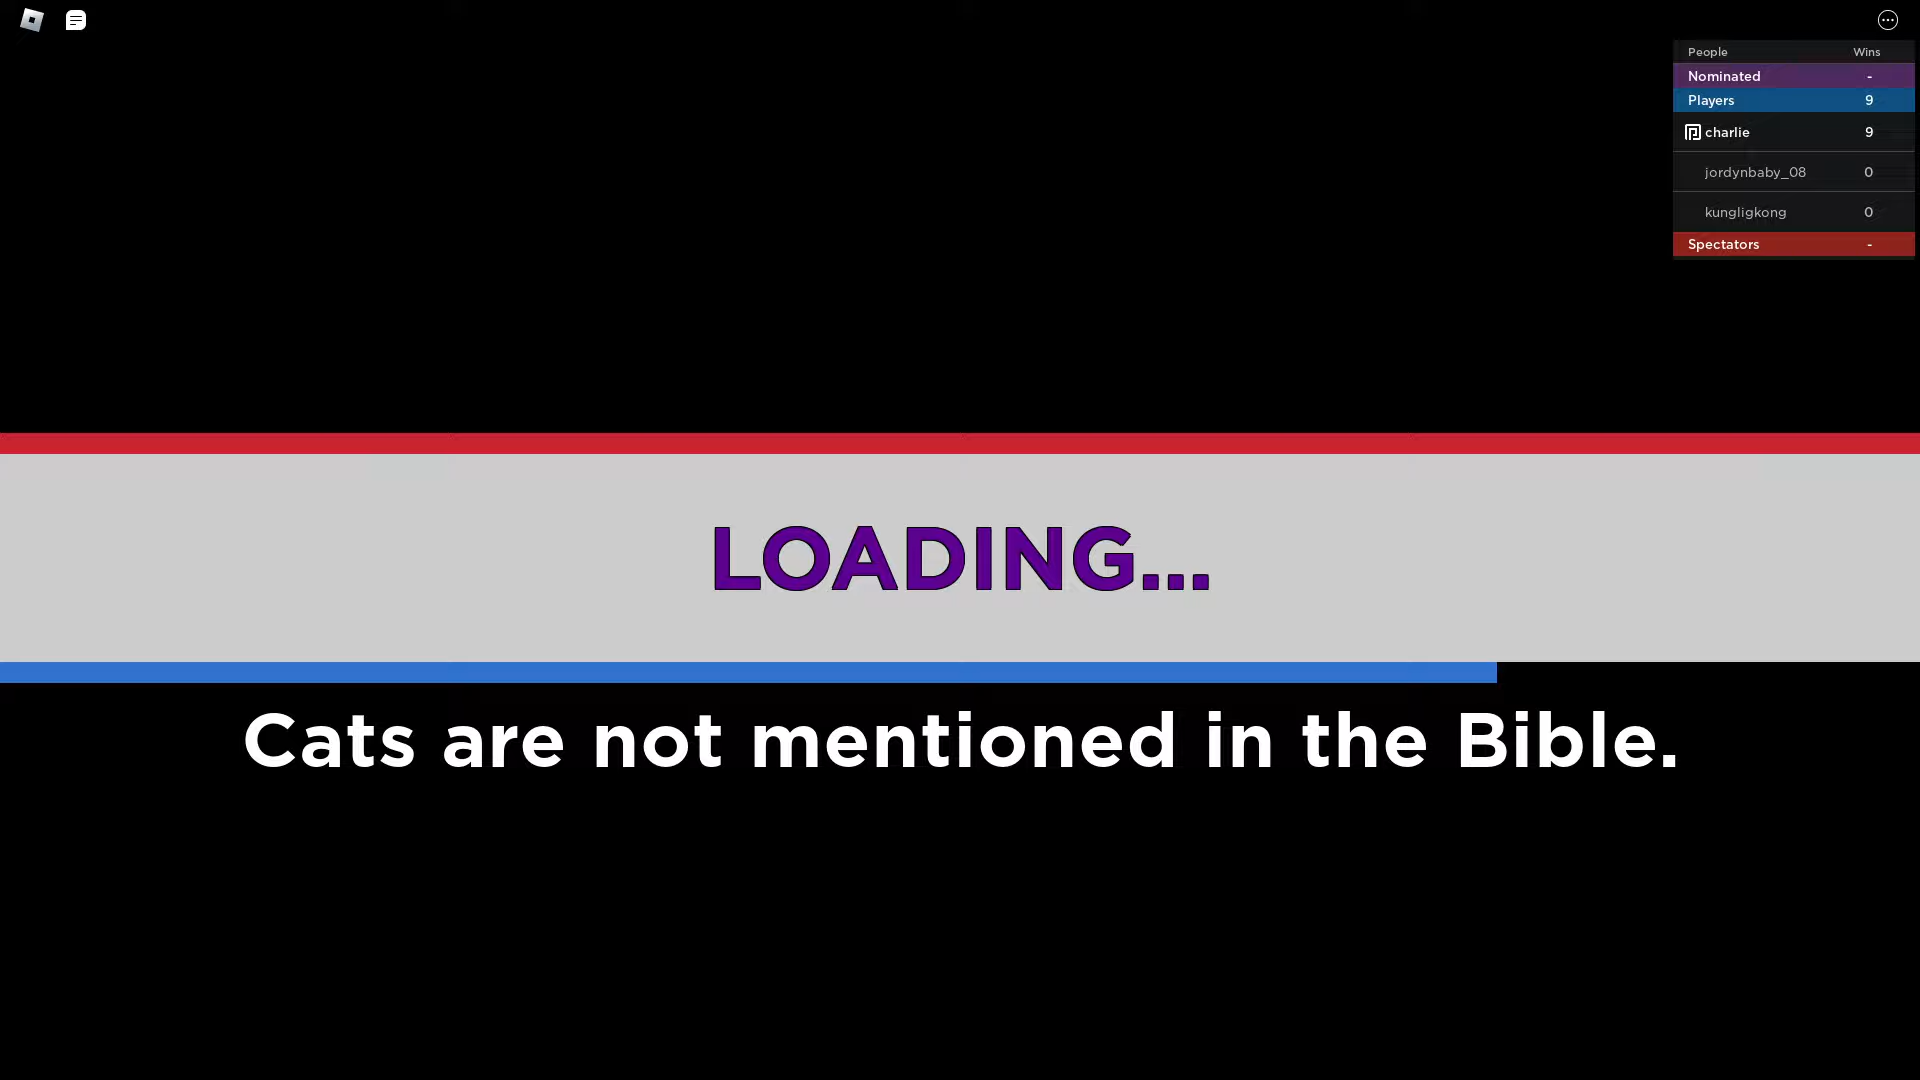 People Wins
Nominated -
Players 9
charlie 9
jordynbaby_08 0
kungligkong 0
Spectators -
LOADING...
Cats are not mentioned in the Bible.